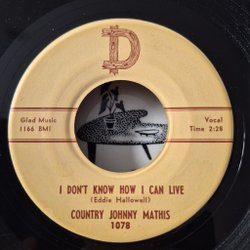 D
Glad Music
1166 BMI
Vocal
Time 2:28
I DON'T KNOW HOW I CAN LIVE
(Eddie Hallowell)
COUNTRY JOHNNY MATHIS
1078